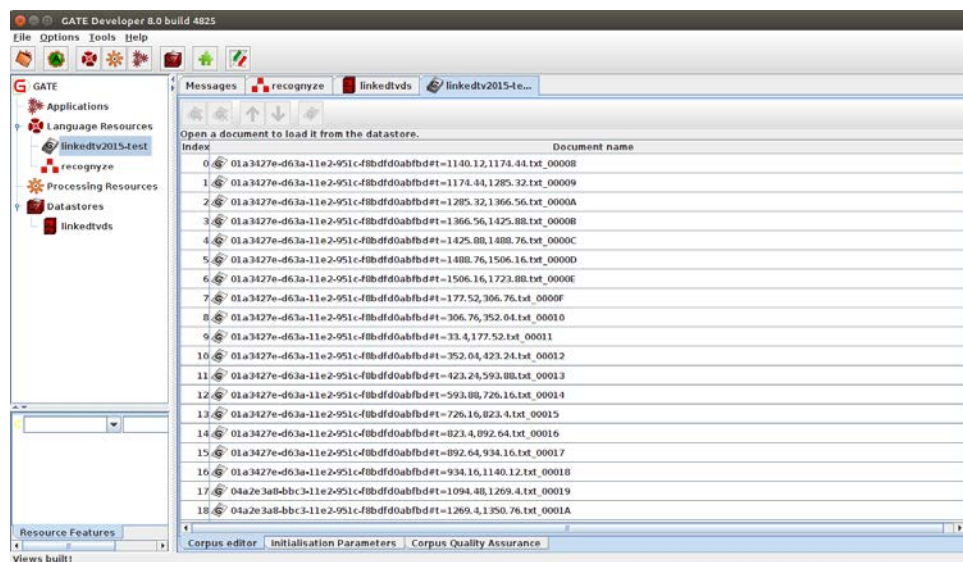 GATE Developer 8.0 build 4825
File Options Tools Help
GATE
Applications
Language Resources
linkedtv2015-test
recognyze
Processing Resources
Datastores
linkedtvds
Messages recognyze linkedtvds linkedtv2015-te...
Open a document to load it from the datastore.
Index Document name
0 01a3427e-d63a-11e2-951c-f8bdfd0abfbd#t=1140.12,1174.44.txt_00008
1 01a3427e-d63a-11e2-951c-f8bdfd0abfbd#t=1174.44,1285.32.txt_00009
2 01a3427e-d63a-11e2-951c-f8bdfd0abfbd#t=1285.32,1366.56.txt_0000A
3 01a3427e-d63a-11e2-951c-f8bdfd0abfbd#t=1366.56,1425.88.txt_0000B
4 01a3427e-d63a-11e2-951c-f8bdfd0abfbd#t=1425.88,1488.76.txt_0000C
5 01a3427e-d63a-11e2-951c-f8bdfd0abfbd#t=1488.76,1506.16.txt_0000D
6 01a3427e-d63a-11e2-951c-f8bdfd0abfbd#t=1506.16,1723.88.txt_0000E
7 01a3427e-d63a-11e2-951c-f8bdfd0abfbd#t=177.52,306.76.txt_0000F
8 01a3427e-d63a-11e2-951c-f8bdfd0abfbd#t=306.76,352.04.txt_00010
9 01a3427e-d63a-11e2-951c-f8bdfd0abfbd#t=33.4,177.52.txt_00011
10 01a3427e-d63a-11e2-951c-f8bdfd0abfbd#t=352.04,423.24.txt_00012
11 01a3427e-d63a-11e2-951c-f8bdfd0abfbd#t=423.24,593.88.txt_00013
12 01a3427e-d63a-11e2-951c-f8bdfd0abfbd#t=593.88,726.16.txt_00014
13 01a3427e-d63a-11e2-951c-f8bdfd0abfbd#t=726.16,823.4.txt_00015
14 01a3427e-d63a-11e2-951c-f8bdfd0abfbd#t=823.4,892.64.txt_00016
15 01a3427e-d63a-11e2-951c-f8bdfd0abfbd#t=892.64,934.16.txt_00017
16 01a3427e-d63a-11e2-951c-f8bdfd0abfbd#t=934.16,1140.12.txt_00018
17 04a2e3a8-bbc3-11e2-951c-f8bdfd0abfbd#t=1094.48,1269.4.txt_00019
18 04a2e3a8-bbc3-11e2-951c-f8bdfd0abfbd#t=1269.4,1350.76.txt_0001A
Resource Features
Corpus editor Initialisation Parameters Corpus Quality Assurance
Views built!